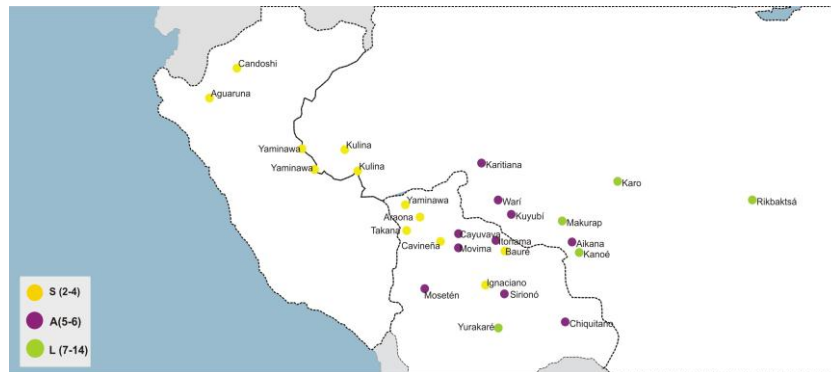 Candoshi
Aguaruna
Yaminawa
Kulina
Yaminawa
Kulina
Karitiana
Karo
Yaminawa
Warí
Rikbaktsá
Araona
Kuyubí
Makurap
Takana
Cayuvava
Itonama
Aikana
Cavineña
Movima
Bauré
Kanoé
Ignaciano
Mosetén
Sirionó
Yurakaré
Chiquitano
S (2-4)
A(5-6)
L (7-14)